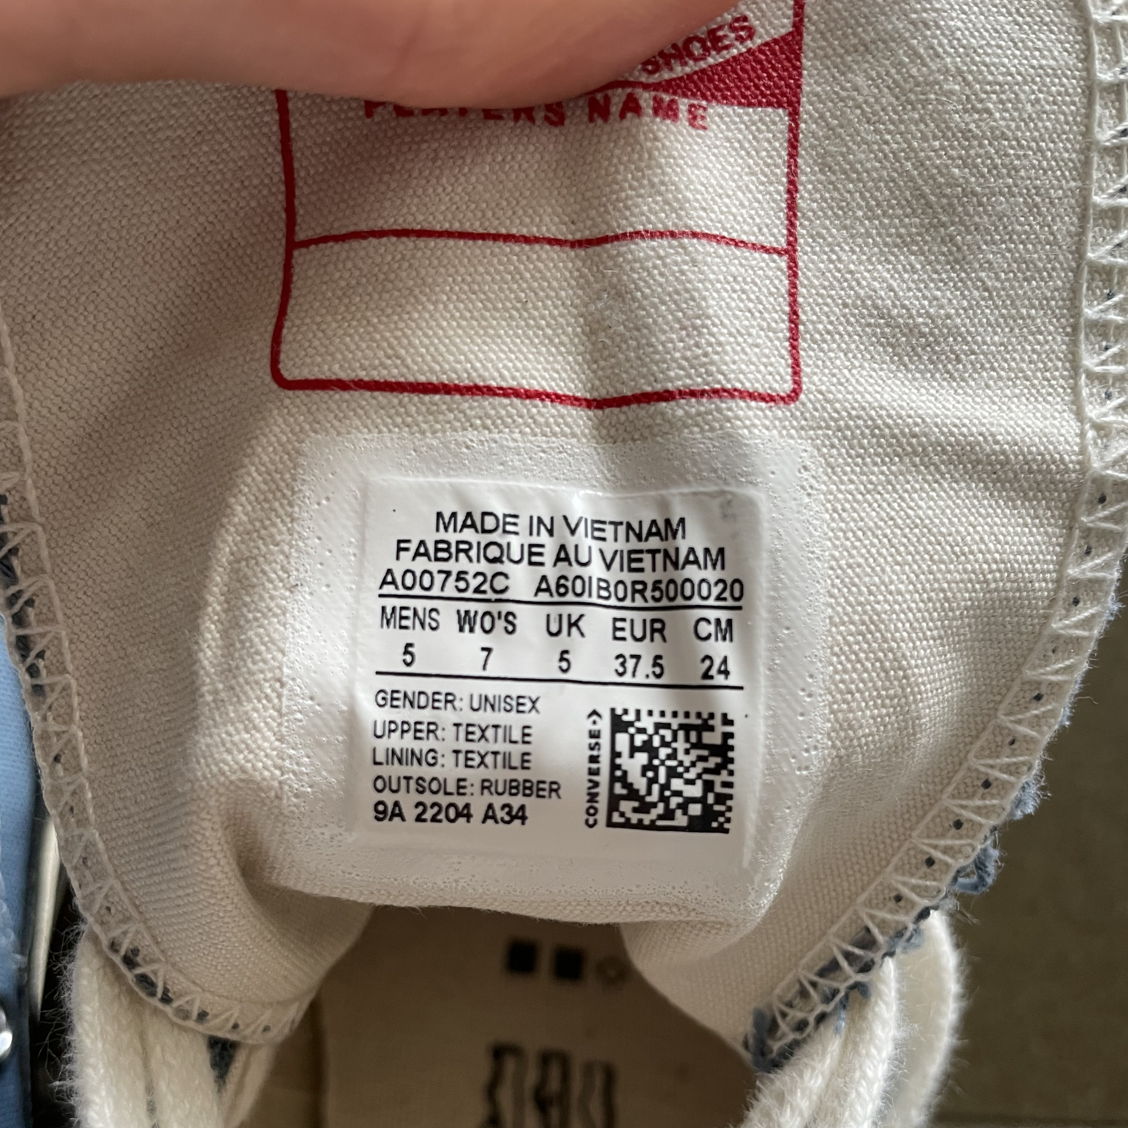 SHOES
PLAYERS NAME
MADE IN VIETNAM
FABRIQUE AU VIETNAM
A00752C A60IB0R500020
MENS WO'S UK EUR CM
5 7 5 37.5 24
GENDER: UNISEX
UPPER: TEXTILE
LINING: TEXTILE
OUTSOLE: RUBBER
9A 2204 A34
CONVERSE